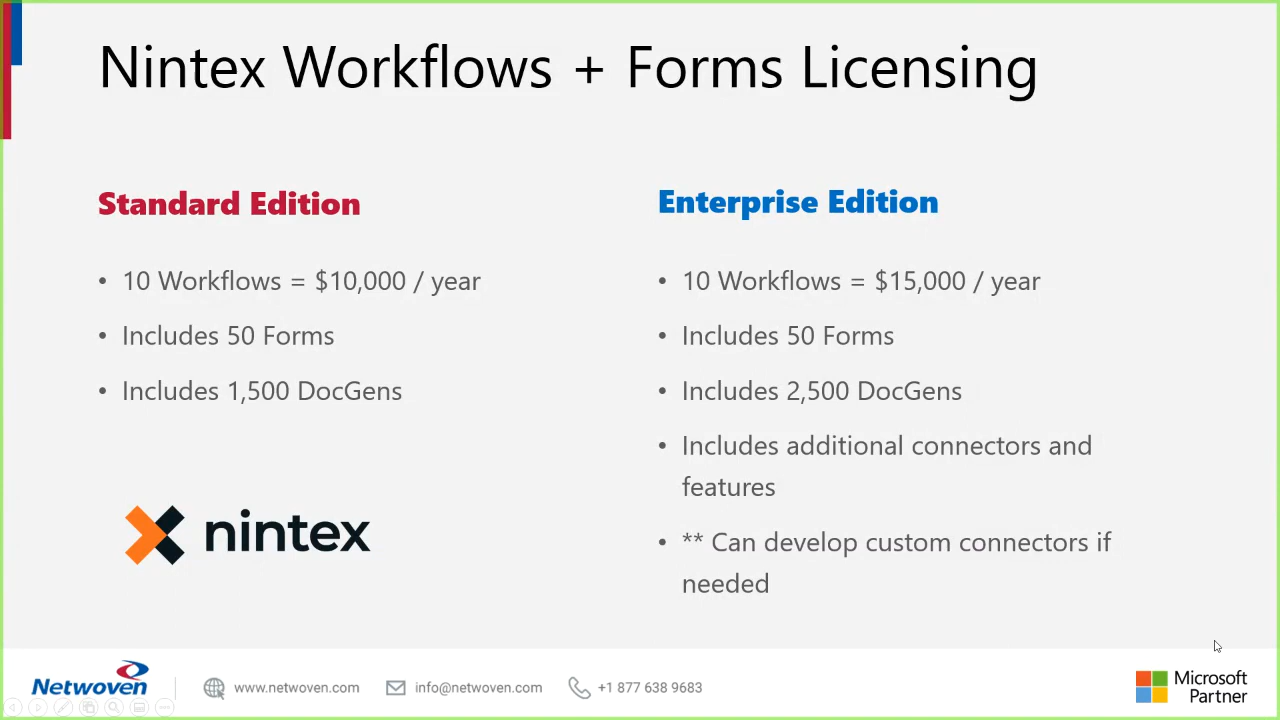 Nintex Workflows + Forms Licensing
Standard Edition
• 10 Workflows = $10,000 / year
• Includes 50 Forms
• Includes 1,500 DocGens
nintex
Enterprise Edition
• 10 Workflows = $15,000 / year
• Includes 50 Forms
• Includes 2,500 DocGens
• Includes additional connectors and
features
• ** Can develop custom connectors if
needed
Netwoven
www.netwoven.com
info@netwoven.com
+1 877 638 9683
Microsoft
Partner